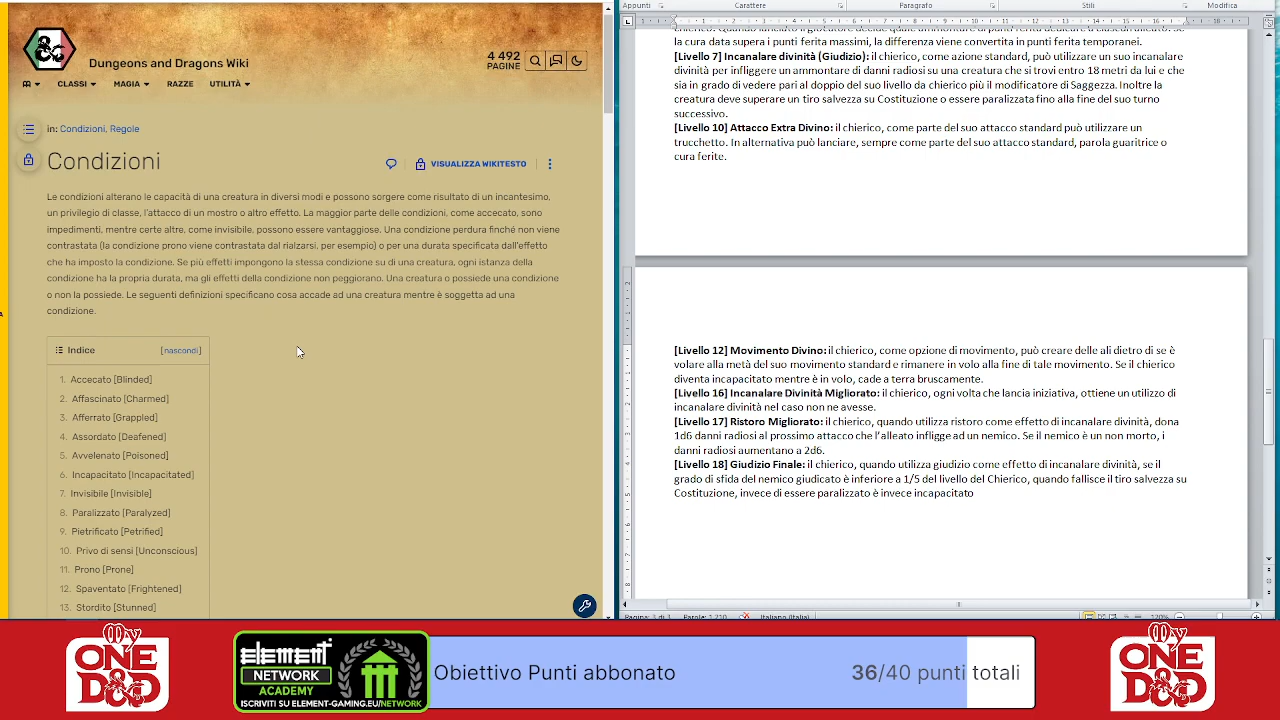 Dungeons and Dragons Wiki
4 492
PAGINE
CLASSI
MAGIA
RAZZE
UTILITÀ
in: Condizioni, Regole
Condizioni
VISUALIZZA WIKITESTO
Le condizioni alterano le capacità di una creatura in diversi modi e possono sorgere come risultato di un incantesimo,
un privilegio di classe, l'attacco di un mostro o altro effetto. La maggior parte delle condizioni, come accecato, sono
impedimenti, mentre certe altre, come invisibile, possono essere vantaggiose. Una condizione perdura finché non viene
contrastata (la condizione prono viene contrastata dal rialzarsi, per esempio) o per una durata specificata dall'effetto
che ha imposto la condizione. Se più effetti impongono la stessa condizione su di una creatura, ogni istanza della
condizione ha la propria durata, ma gli effetti della condizione non peggiorano. Una creatura o possiede una condizione
o non la possiede. Le seguenti definizioni specificano cosa accade ad una creatura mentre è soggetta ad una
condizione.
Indice [nascondi]
1. Accecato [Blinded]
2. Affascinato [Charmed]
3. Afferrato [Grappled]
4. Assordato [Deafened]
5. Avvelenato [Poisoned]
6. Incapacitato [Incapacitated]
7. Invisibile [Invisible]
8. Paralizzato [Paralyzed]
9. Pietrificato [Petrified]
10. Privo di sensi [Unconscious]
11. Prono [Prone]
12. Spaventato [Frightened]
13. Stordito [Stunned]
Appunti
Carattere
Paragrafo
Stili
Modifica
la cura data supera i punti ferita massimi, la differenza viene convertita in punti ferita temporanei.
[Livello 7] Incanalare divinità (Giudizio): il chierico, come azione standard, può utilizzare un suo incanalare
divinità per infliggere un ammontare di danni radiosi su una creatura che si trovi entro 18 metri da lui e che
sia in grado di vedere pari al doppio del suo livello da chierico più il modificatore di Saggezza. Inoltre la
creatura deve superare un tiro salvezza su Costituzione o essere paralizzata fino alla fine del suo turno
successivo.
[Livello 10] Attacco Extra Divino: il chierico, come parte del suo attacco standard può utilizzare un
trucchetto. In alternativa può lanciare, sempre come parte del suo attacco standard, parola guaritrice o
cura ferite.
[Livello 12] Movimento Divino: il chierico, come opzione di movimento, può creare delle ali dietro di se è
volare alla metà del suo movimento standard e rimanere in volo alla fine di tale movimento. Se il chierico
diventa incapacitato mentre è in volo, cade a terra bruscamente.
[Livello 16] Incanalare Divinità Migliorato: il chierico, ogni volta che lancia iniziativa, ottiene un utilizzo di
incanalare divinità nel caso non ne avesse.
[Livello 17] Ristoro Migliorato: il chierico, quando utilizza ristoro come effetto di incanalare divinità, dona
1d6 danni radiosi al prossimo attacco che l'alleato infligge ad un nemico. Se il nemico è un non morto, i
danni radiosi aumentano a 2d6.
[Livello 18] Giudizio Finale: il chierico, quando utilizza giudizio come effetto di incanalare divinità, se il
grado di sfida del nemico giudicato è inferiore a 1/5 del livello del Chierico, quando fallisce il tiro salvezza su
Costituzione, invece di essere paralizzato è invece incapacitato
My
ONE
D&D
element
NETWORK
ACADEMY
ISCRIVITI SU ELEMENT-GAMING.EU/NETWORK
Obiettivo Punti abbonato
36/40 punti totali
My
ONE
D&D